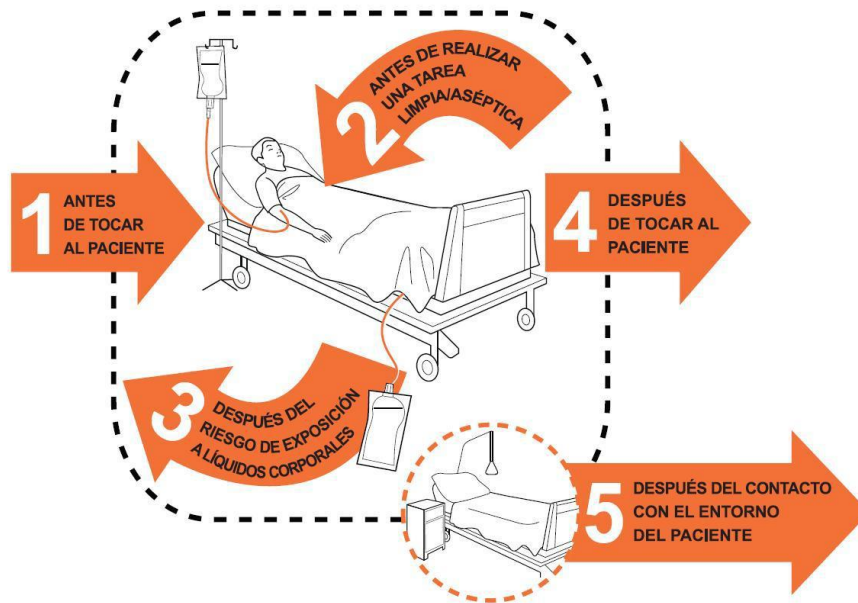 1
ANTES
DE TOCAR
AL PACIENTE
2
ANTES DE REALIZAR
UNA TAREA
LIMPIA/ASÉPTICA
3
DESPUÉS DEL
RIESGO DE EXPOSICIÓN
A LÍQUIDOS CORPORALES
4
DESPUÉS
DE TOCAR AL
PACIENTE
5
DESPUÉS DEL CONTACTO
CON EL ENTORNO
DEL PACIENTE